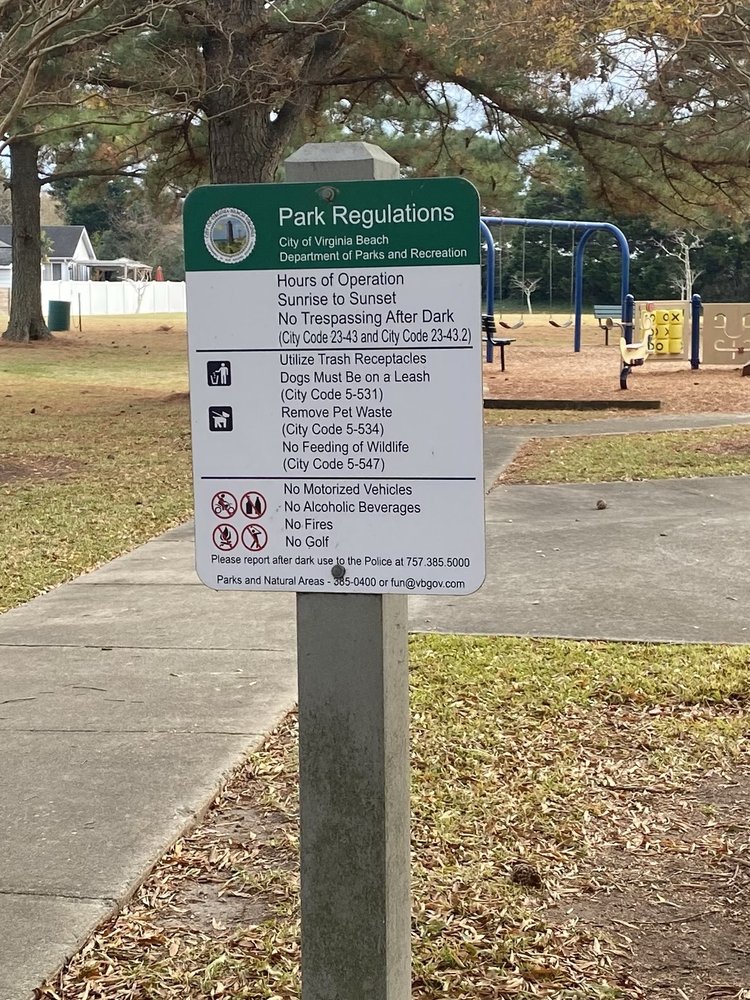 Park Regulations
City of Virginia Beach
Department of Parks and Recreation
Hours of Operation
Sunrise to Sunset
No Trespassing After Dark
(City Code 23-43 and City Code 23-43.2)
Utilize Trash Receptacles
Dogs Must Be on a Leash
(City Code 5-531)
Remove Pet Waste
(City Code 5-534)
No Feeding of Wildlife
(City Code 5-547)
No Motorized Vehicles
No Alcoholic Beverages
No Fires
No Golf
Please report after dark use to the Police at 757.385.5000
Parks and Natural Areas - 385-0400 or fun@vbgov.com